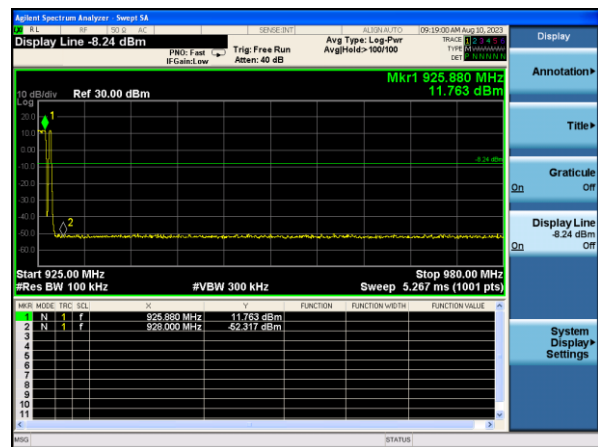 Agilent Spectrum Analyzer - Swept SA
RL RF 50 Ω AC SENSE:INT ALIGNAUTO 09:19:00 AM Aug 10, 2023
Display Line -8.24 dBm
PNO: Fast Trig: Free Run Avg Type: Log-Pwr TRACE 1 2 3 4 5 6
IFGain:Low Atten: 40 dB Avg|Hold>100/100 TYPE
DET P N N N N N
Mkr1 925.880 MHz
11.763 dBm
10 dB/div Ref 30.00 dBm
Log
20.0
1
10.0
0.00
-8.24 dBm
-10.0
-20.0
-30.0
-40.0
2
-50.0
-60.0
Start 925.00 MHz Stop 980.00 MHz
#Res BW 100 kHz #VBW 300 kHz Sweep 5.267 ms (1001 pts)
MKR MODE TRC SCL X Y FUNCTION FUNCTION WIDTH FUNCTION VALUE
1 N 1 f 925.880 MHz 11.763 dBm
2 N 1 f 928.000 MHz -52.317 dBm
3
4
5
6
7
8
9
10
11
MSG STATUS
Display
Annotation
Title
Graticule
On Off
Display Line
-8.24 dBm
On Off
System
Display
Settings